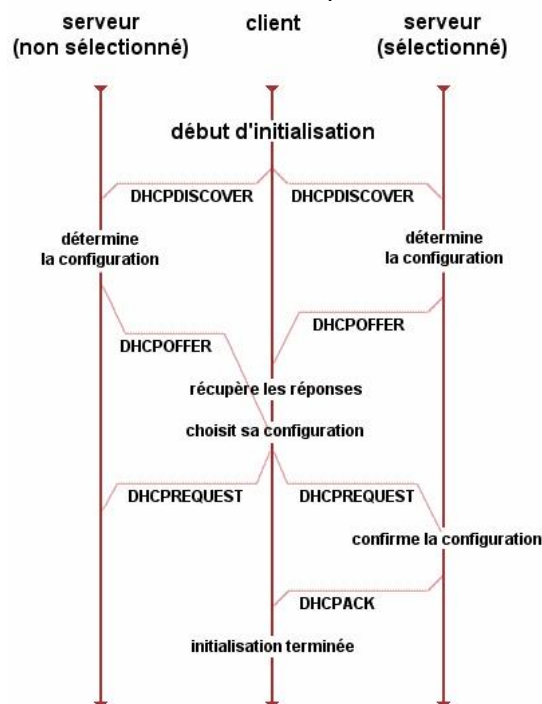 serveur
(non sélectionné)
client
serveur
(sélectionné)
début d'initialisation
DHCPDISCOVER
DHCPDISCOVER
détermine
la configuration
détermine
la configuration
DHCPOFFER
DHCPOFFER
récupère les réponses
choisit sa configuration
DHCPREQUEST
DHCPREQUEST
confirme la configuration
DHCPACK
initialisation terminée